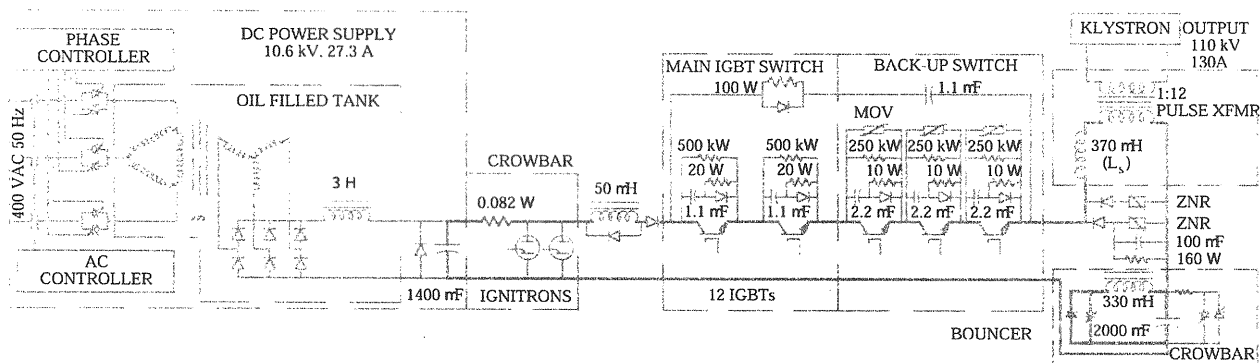 PHASE
CONTROLLER
400 VAC 50 Hz
AC
CONTROLLER
DC POWER SUPPLY
10.6 kV. 27.3 A
OIL FILLED TANK
3 H
CROWBAR
0.082 W
1400 mF
IGNITRONS
50 mH
MAIN IGBT SWITCH
100 W
500 kW
20 W
1.1 mF
500 kW
20 W
1.1 mF
12 IGBTs
BACK-UP SWITCH
1.1 mF
MOV
250 kW
10 W
2.2 mF
250 kW
10 W
2.2 mF
250 kW
10 W
2.2 mF
KLYSTRON
OUTPUT
110 kV
130A
1:12
PULSE XFMR
370 mH
(Ls)
ZNR
ZNR
100 mF
160 W
BOUNCER
330 mH
2000 mF
CROWBAR